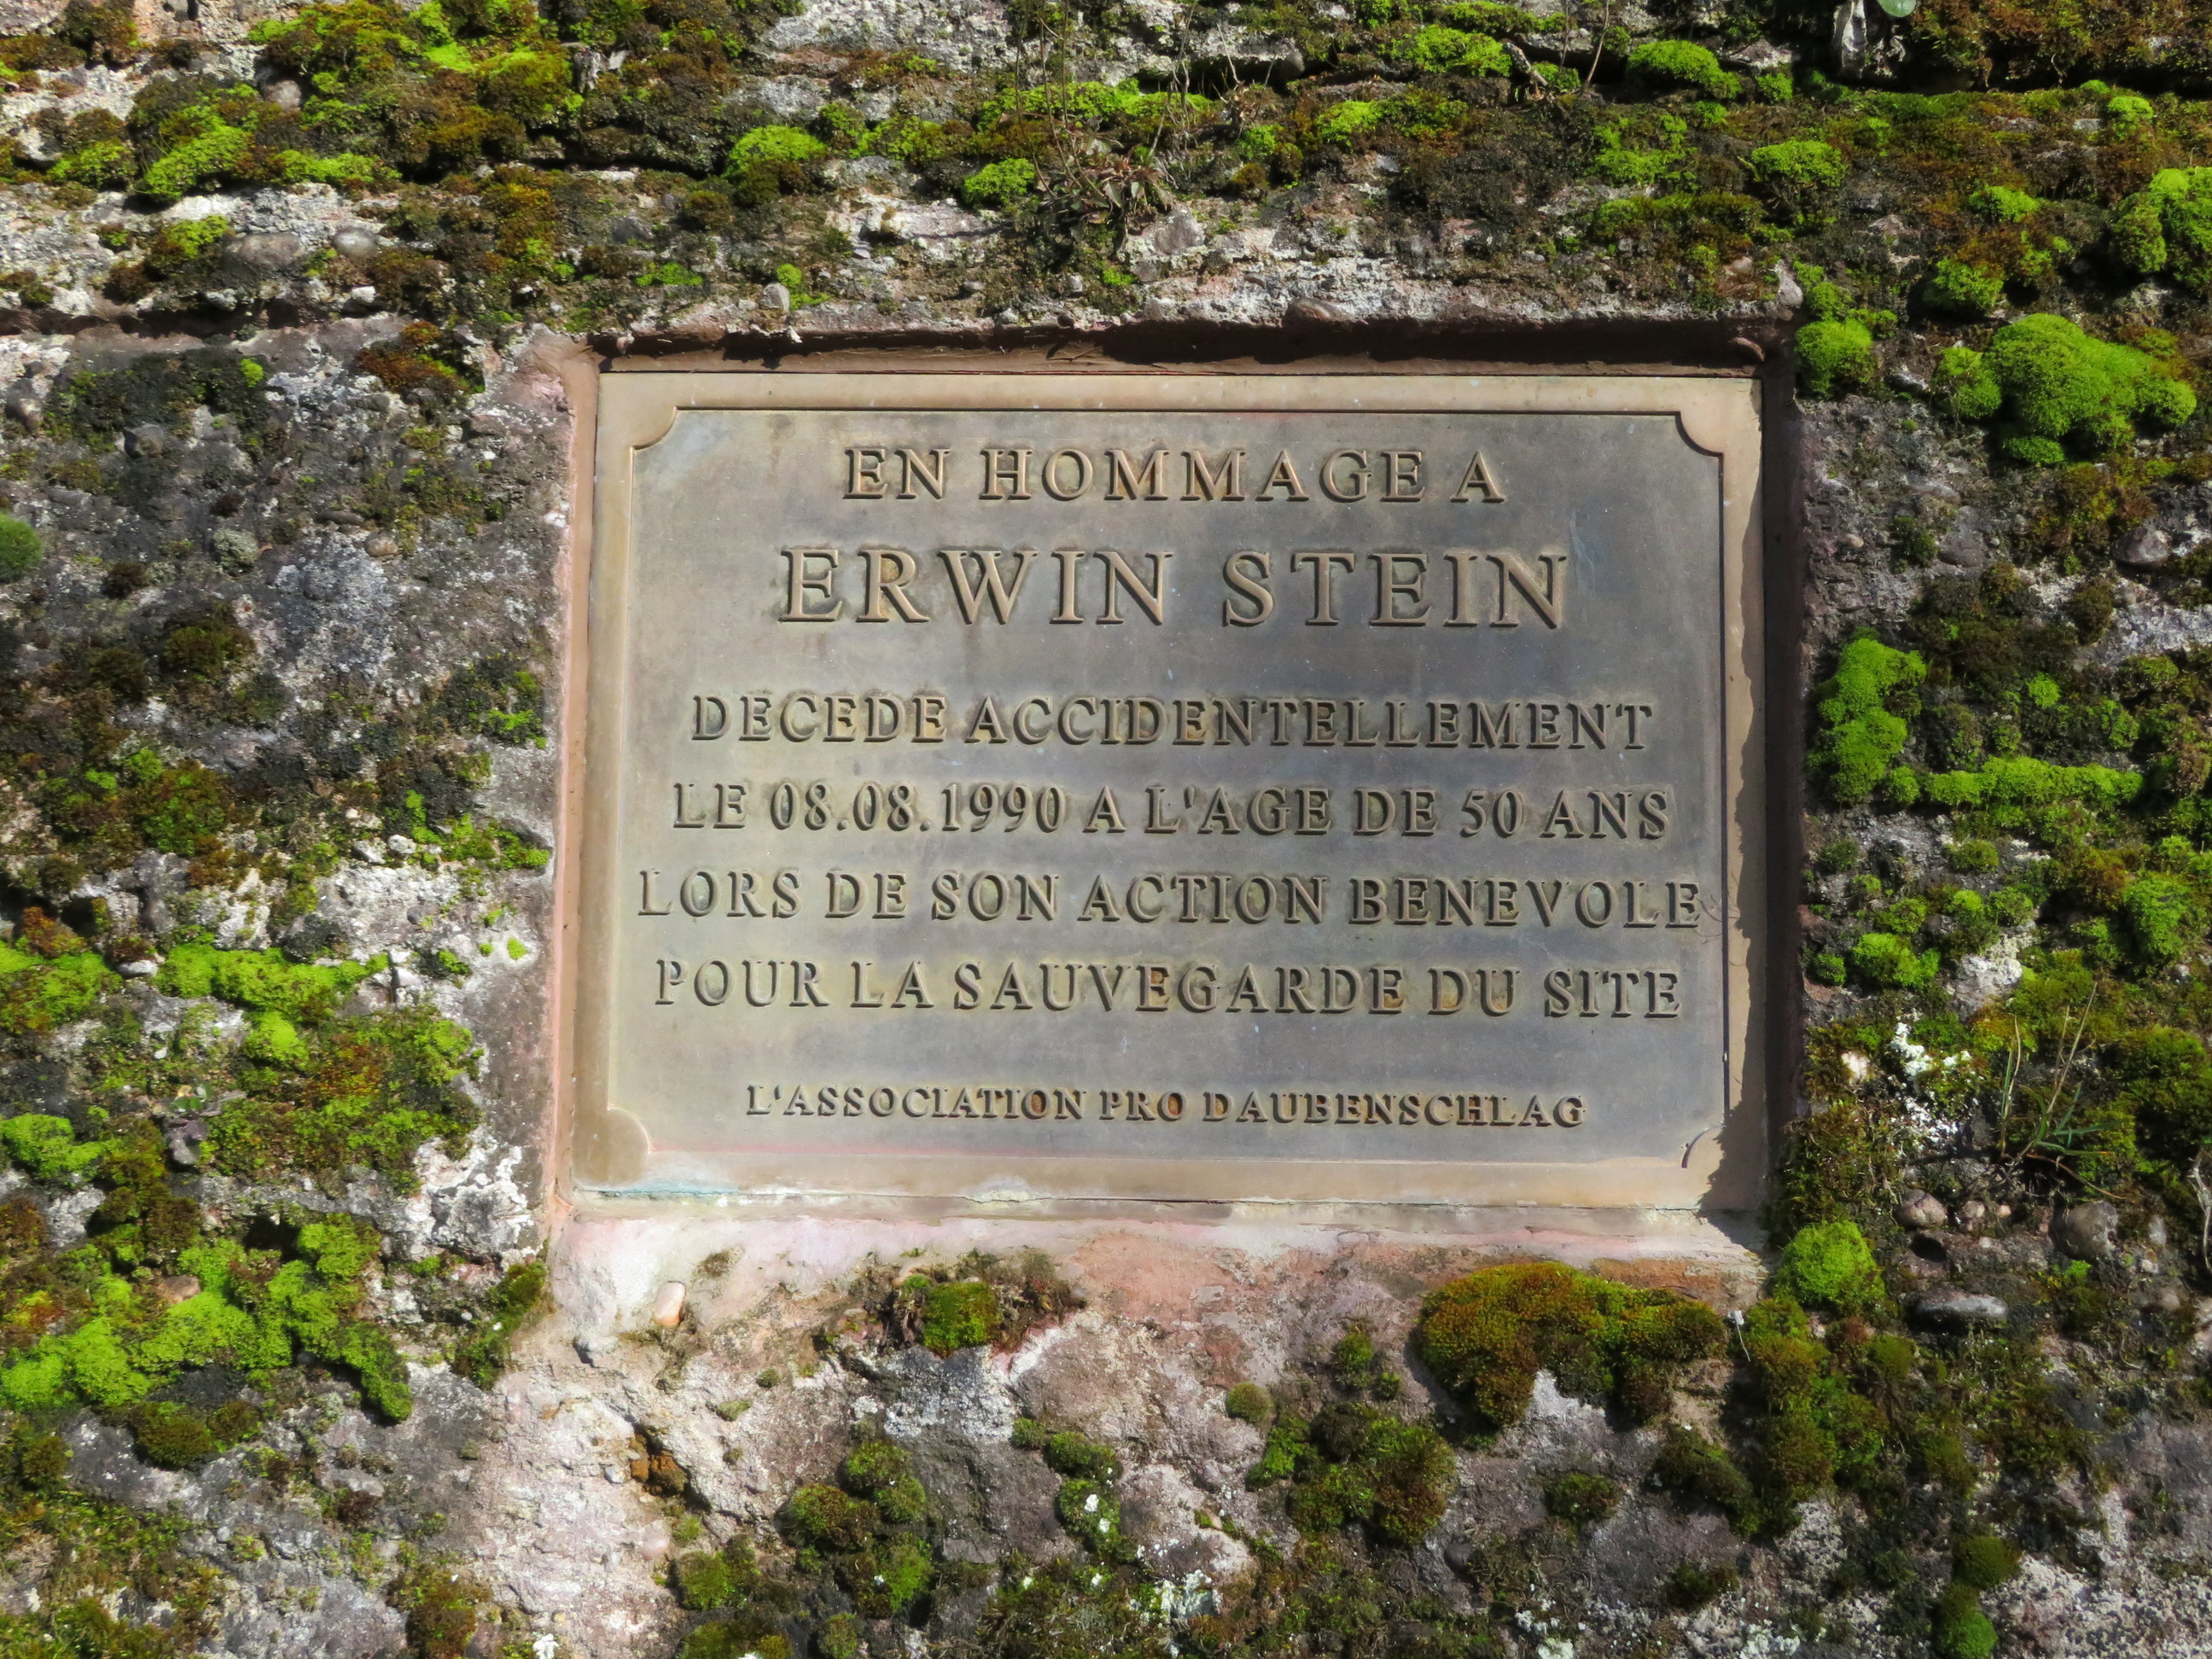 EN HOMMAGE A
ERWIN STEIN
DECEDE ACCIDENTELLEMENT
LE 08.08.1990 A L'AGE DE 50 ANS
LORS DE SON ACTION BENEVOLE
POUR LA SAUVEGARDE DU SITE
L'ASSOCIATION PRO DAUBENSCHLAG